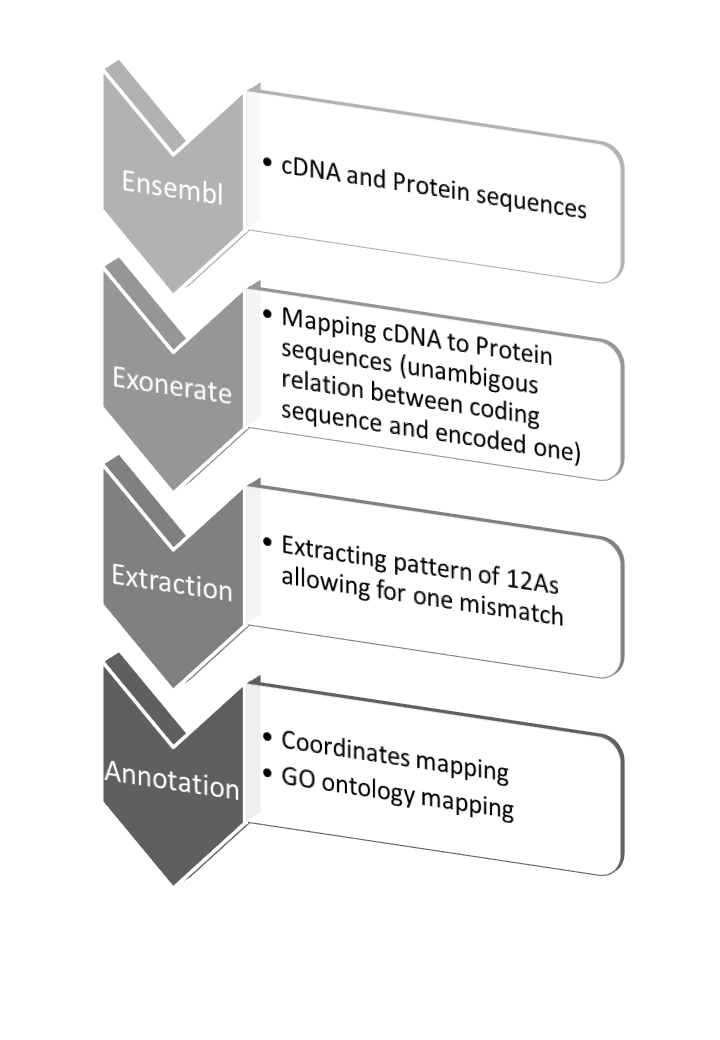 Ensembl
• cDNA and Protein sequences
Exonerate
• Mapping cDNA to Protein
sequences (unambigous
relation between coding
sequence and encoded one)
Extraction
• Extracting pattern of 12As
allowing for one mismatch
Annotation
• Coordinates mapping
• GO ontology mapping